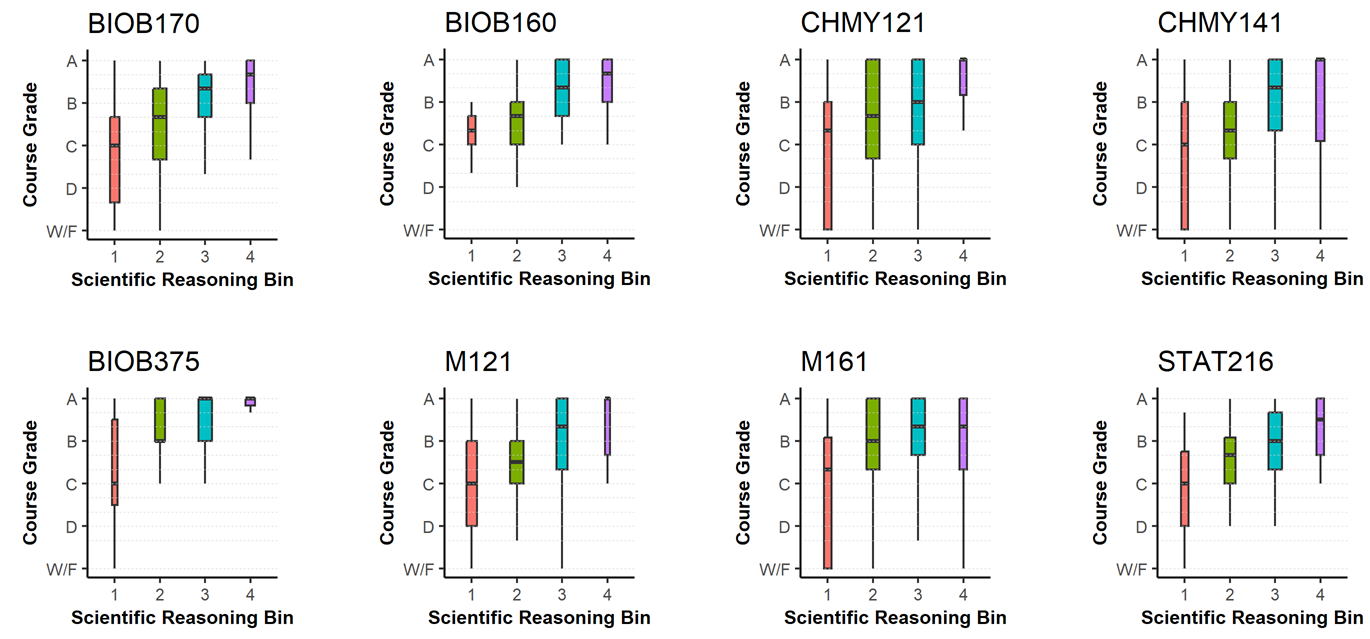 BIOB170 BIOB160 CHMY121 CHMY141
Course Grade Course Grade Course Grade Course Grade
A A A A
B B B B
C C C C
D D D D
W/F W/F W/F W/F
1 2 3 4 1 2 3 4 1 2 3 4 1 2 3 4
Scientific Reasoning Bin Scientific Reasoning Bin Scientific Reasoning Bin Scientific Reasoning Bin
BIOB375 M121 M161 STAT216
Course Grade Course Grade Course Grade Course Grade
A A A A
B B B B
C C C C
D D D D
W/F W/F W/F W/F
1 2 3 4 1 2 3 4 1 2 3 4 1 2 3 4
Scientific Reasoning Bin Scientific Reasoning Bin Scientific Reasoning Bin Scientific Reasoning Bin